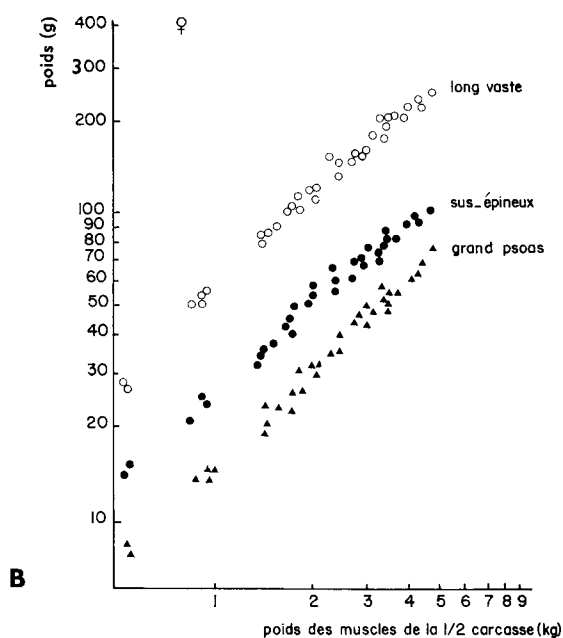 poids (g)
♀
400
300
200
100
90
80
70
60
50
40
30
20
10
long vaste
sus_épineux
grand psoas
B
1 2 3 4 5 6 7 8 9
poids des muscles de la 1/2 carcasse (kg)